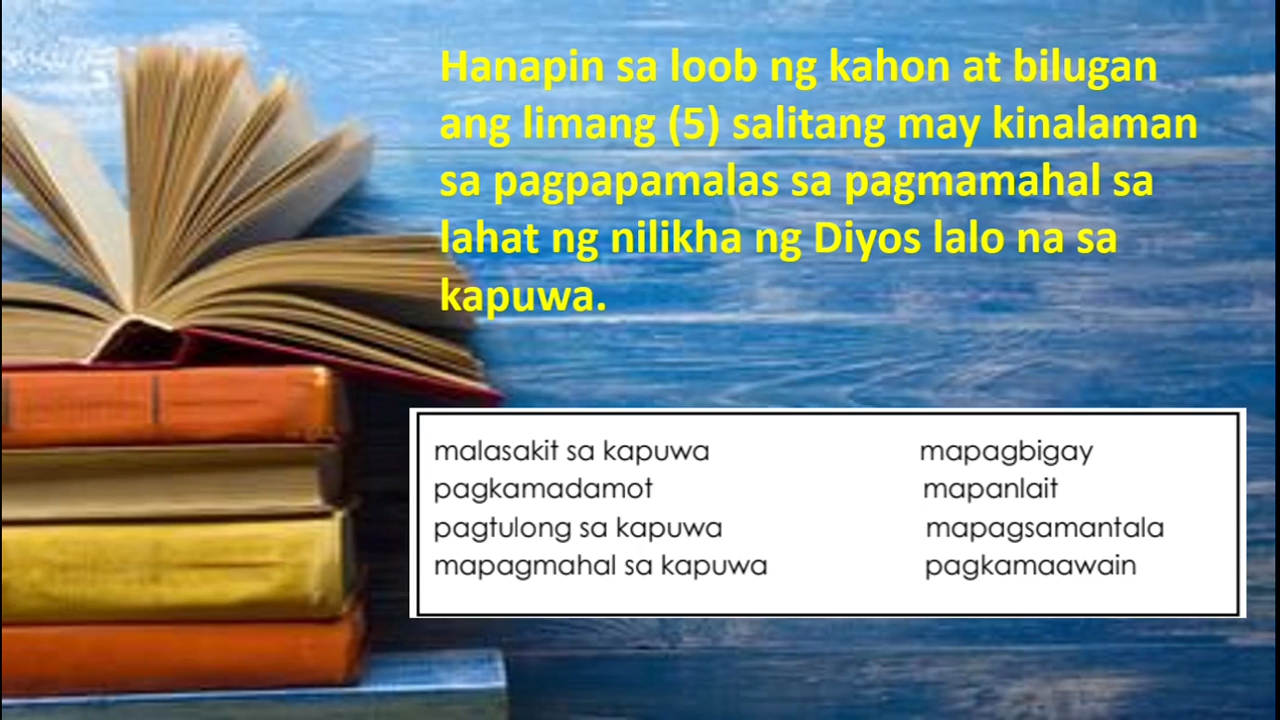 Hanapin sa loob ng kahon at bilugan
ang limang (5) salitang may kinalaman
sa pagpapamalas sa pagmamahal sa
lahat ng nilikha ng Diyos lalo na sa
kapuwa.
malasakit sa kapuwa
pagkamadamot
pagtulong sa kapuwa
mapagmahal sa kapuwa
mapagbigay
mapanlait
mapagsamantala
pagkamaawain